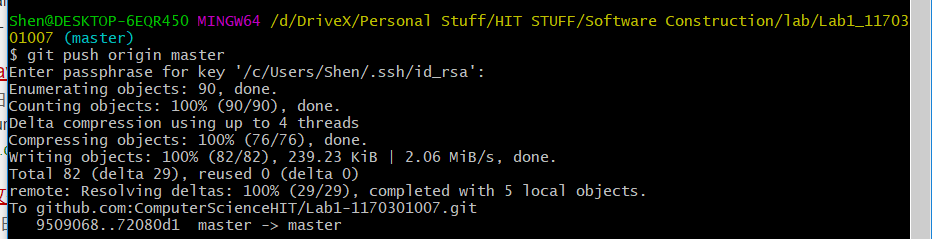 Shen@DESKTOP-6EQR450 MINGW64 /d/DriveX/Personal Stuff/HIT STUFF/Software Construction/lab/Lab1_11703
01007 (master)
$ git push origin master
Enter passphrase for key '/c/Users/Shen/.ssh/id_rsa':
Enumerating objects: 90, done.
Counting objects: 100% (90/90), done.
Delta compression using up to 4 threads
Compressing objects: 100% (76/76), done.
Writing objects: 100% (82/82), 239.23 KiB | 2.06 MiB/s, done.
Total 82 (delta 29), reused 0 (delta 0)
remote: Resolving deltas: 100% (29/29), completed with 5 local objects.
To github.com:ComputerScienceHIT/Lab1-1170301007.git
   9509068..72080d1  master -> master